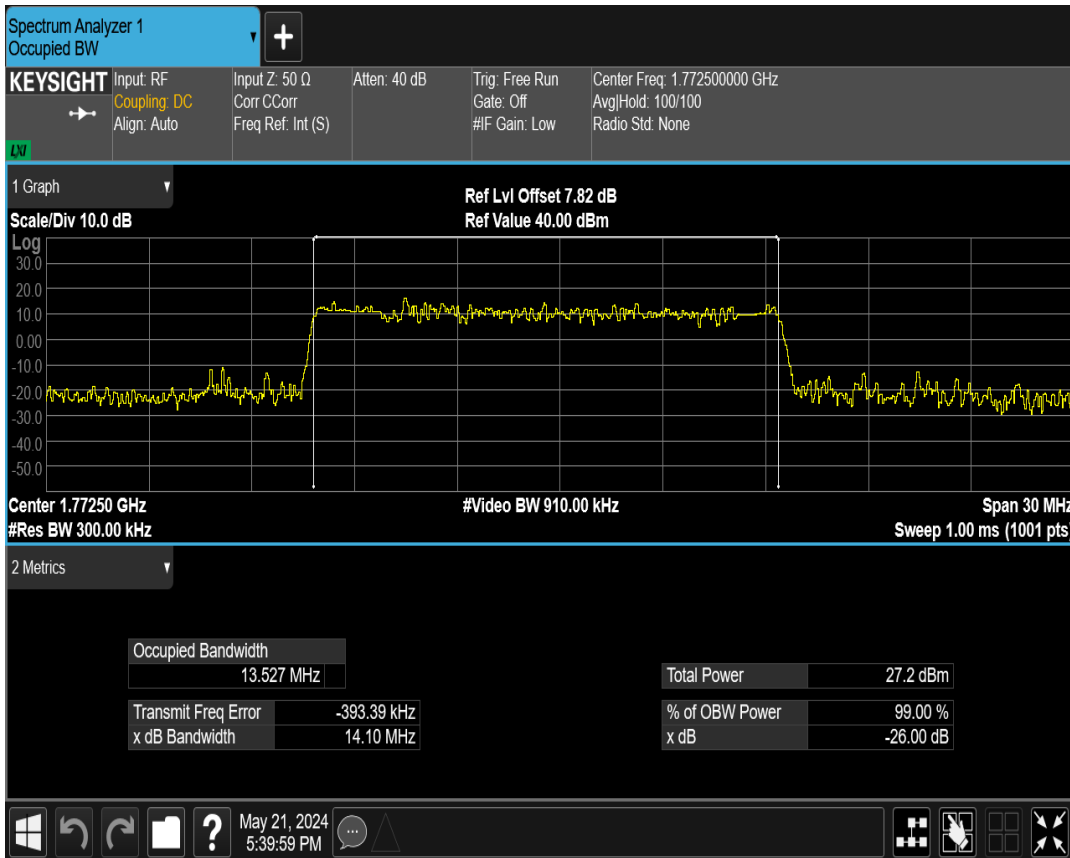 Spectrum Analyzer 1
Occupied BW
+
KEYSIGHT
LXI
Input: RF
Coupling: DC
Align: Auto
Input Z: 50 Ω
Corr CCorr
Freq Ref: Int (S)
Atten: 40 dB
Trig: Free Run
Gate: Off
#IF Gain: Low
Center Freq: 1.772500000 GHz
Avg|Hold: 100/100
Radio Std: None
1 Graph
Ref Lvl Offset 7.82 dB
Scale/Div 10.0 dB
Ref Value 40.00 dBm
Log
30.0
20.0
10.0
0.00
-10.0
-20.0
-30.0
-40.0
-50.0
Center 1.77250 GHz
#Video BW 910.00 kHz
Span 30 MHz
#Res BW 300.00 kHz
Sweep 1.00 ms (1001 pts)
2 Metrics
Occupied Bandwidth
13.527 MHz
Total Power 27.2 dBm
Transmit Freq Error -393.39 kHz
% of OBW Power 99.00 %
x dB Bandwidth 14.10 MHz
x dB -26.00 dB
?
May 21, 2024
5:39:59 PM